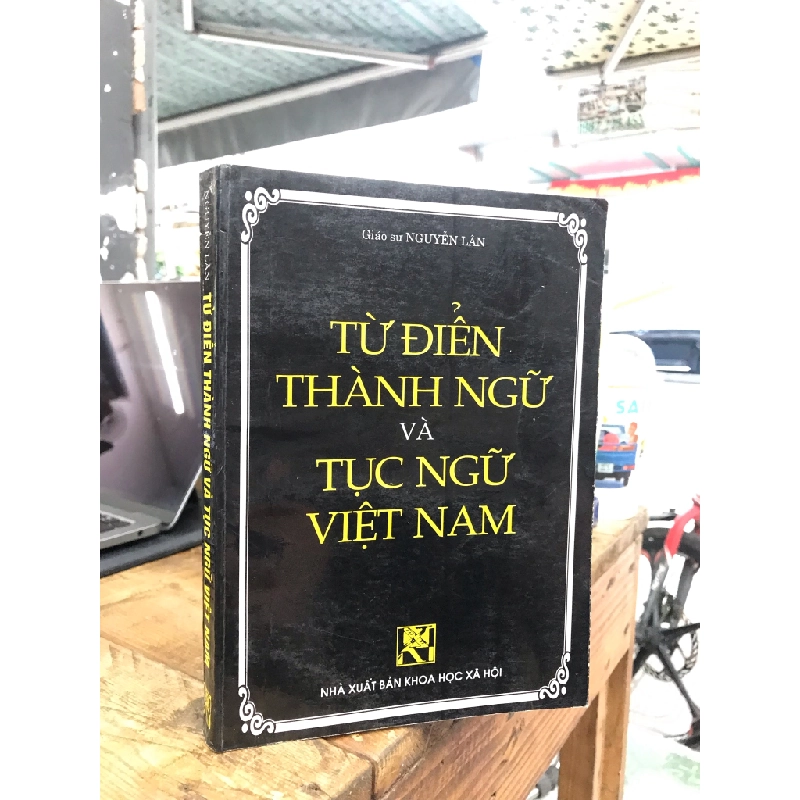 Giáo sư NGUYỄN LÂN
TỪ ĐIỂN
THÀNH NGỮ
VÀ
TỤC NGỮ
VIỆT NAM
NHÀ XUẤT BẢN KHOA HỌC XÃ HỘI
NGUYỄN LÂN TỪ ĐIỂN THÀNH NGỮ VÀ TỤC NGỮ VIỆT NAM
SA